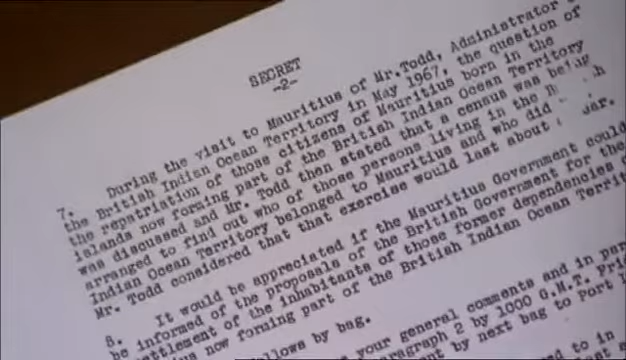 SECRET
-2-
7. During the visit to Mauritius of Mr.Todd, Administrator of
the British Indian Ocean Territory in May 1967, the question of
the repatriation of those citizens of Mauritius born in the
islands now forming part of the British Indian Ocean Territory
was discussed and Mr. Todd then stated that a census was being
arranged to find out who of those persons living in the
Indian Ocean Territory belonged to Mauritius and who did
Mr. Todd considered that that exercise would last about
8. It would be appreciated if the Mauritius Government could
be informed of the proposals of the British Government for the
settlement of the inhabitants of those former dependencies
now forming part of the British Indian Ocean
follows by bag.
your general comments and in
paragraph 2 by 1000 G.M.T.
by next bag to Port
to in